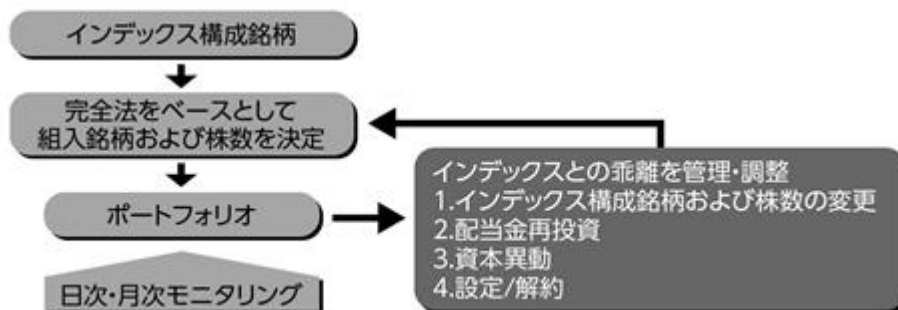 インデックス構成銘柄
完全法をベースとして
組入銘柄および株数を決定
ポートフォリオ
日次・月次モニタリング
インデックスとの乖離を管理・調整
1.インデックス構成銘柄および株数の変更
2.配当金再投資
3.資本異動
4.設定/解約